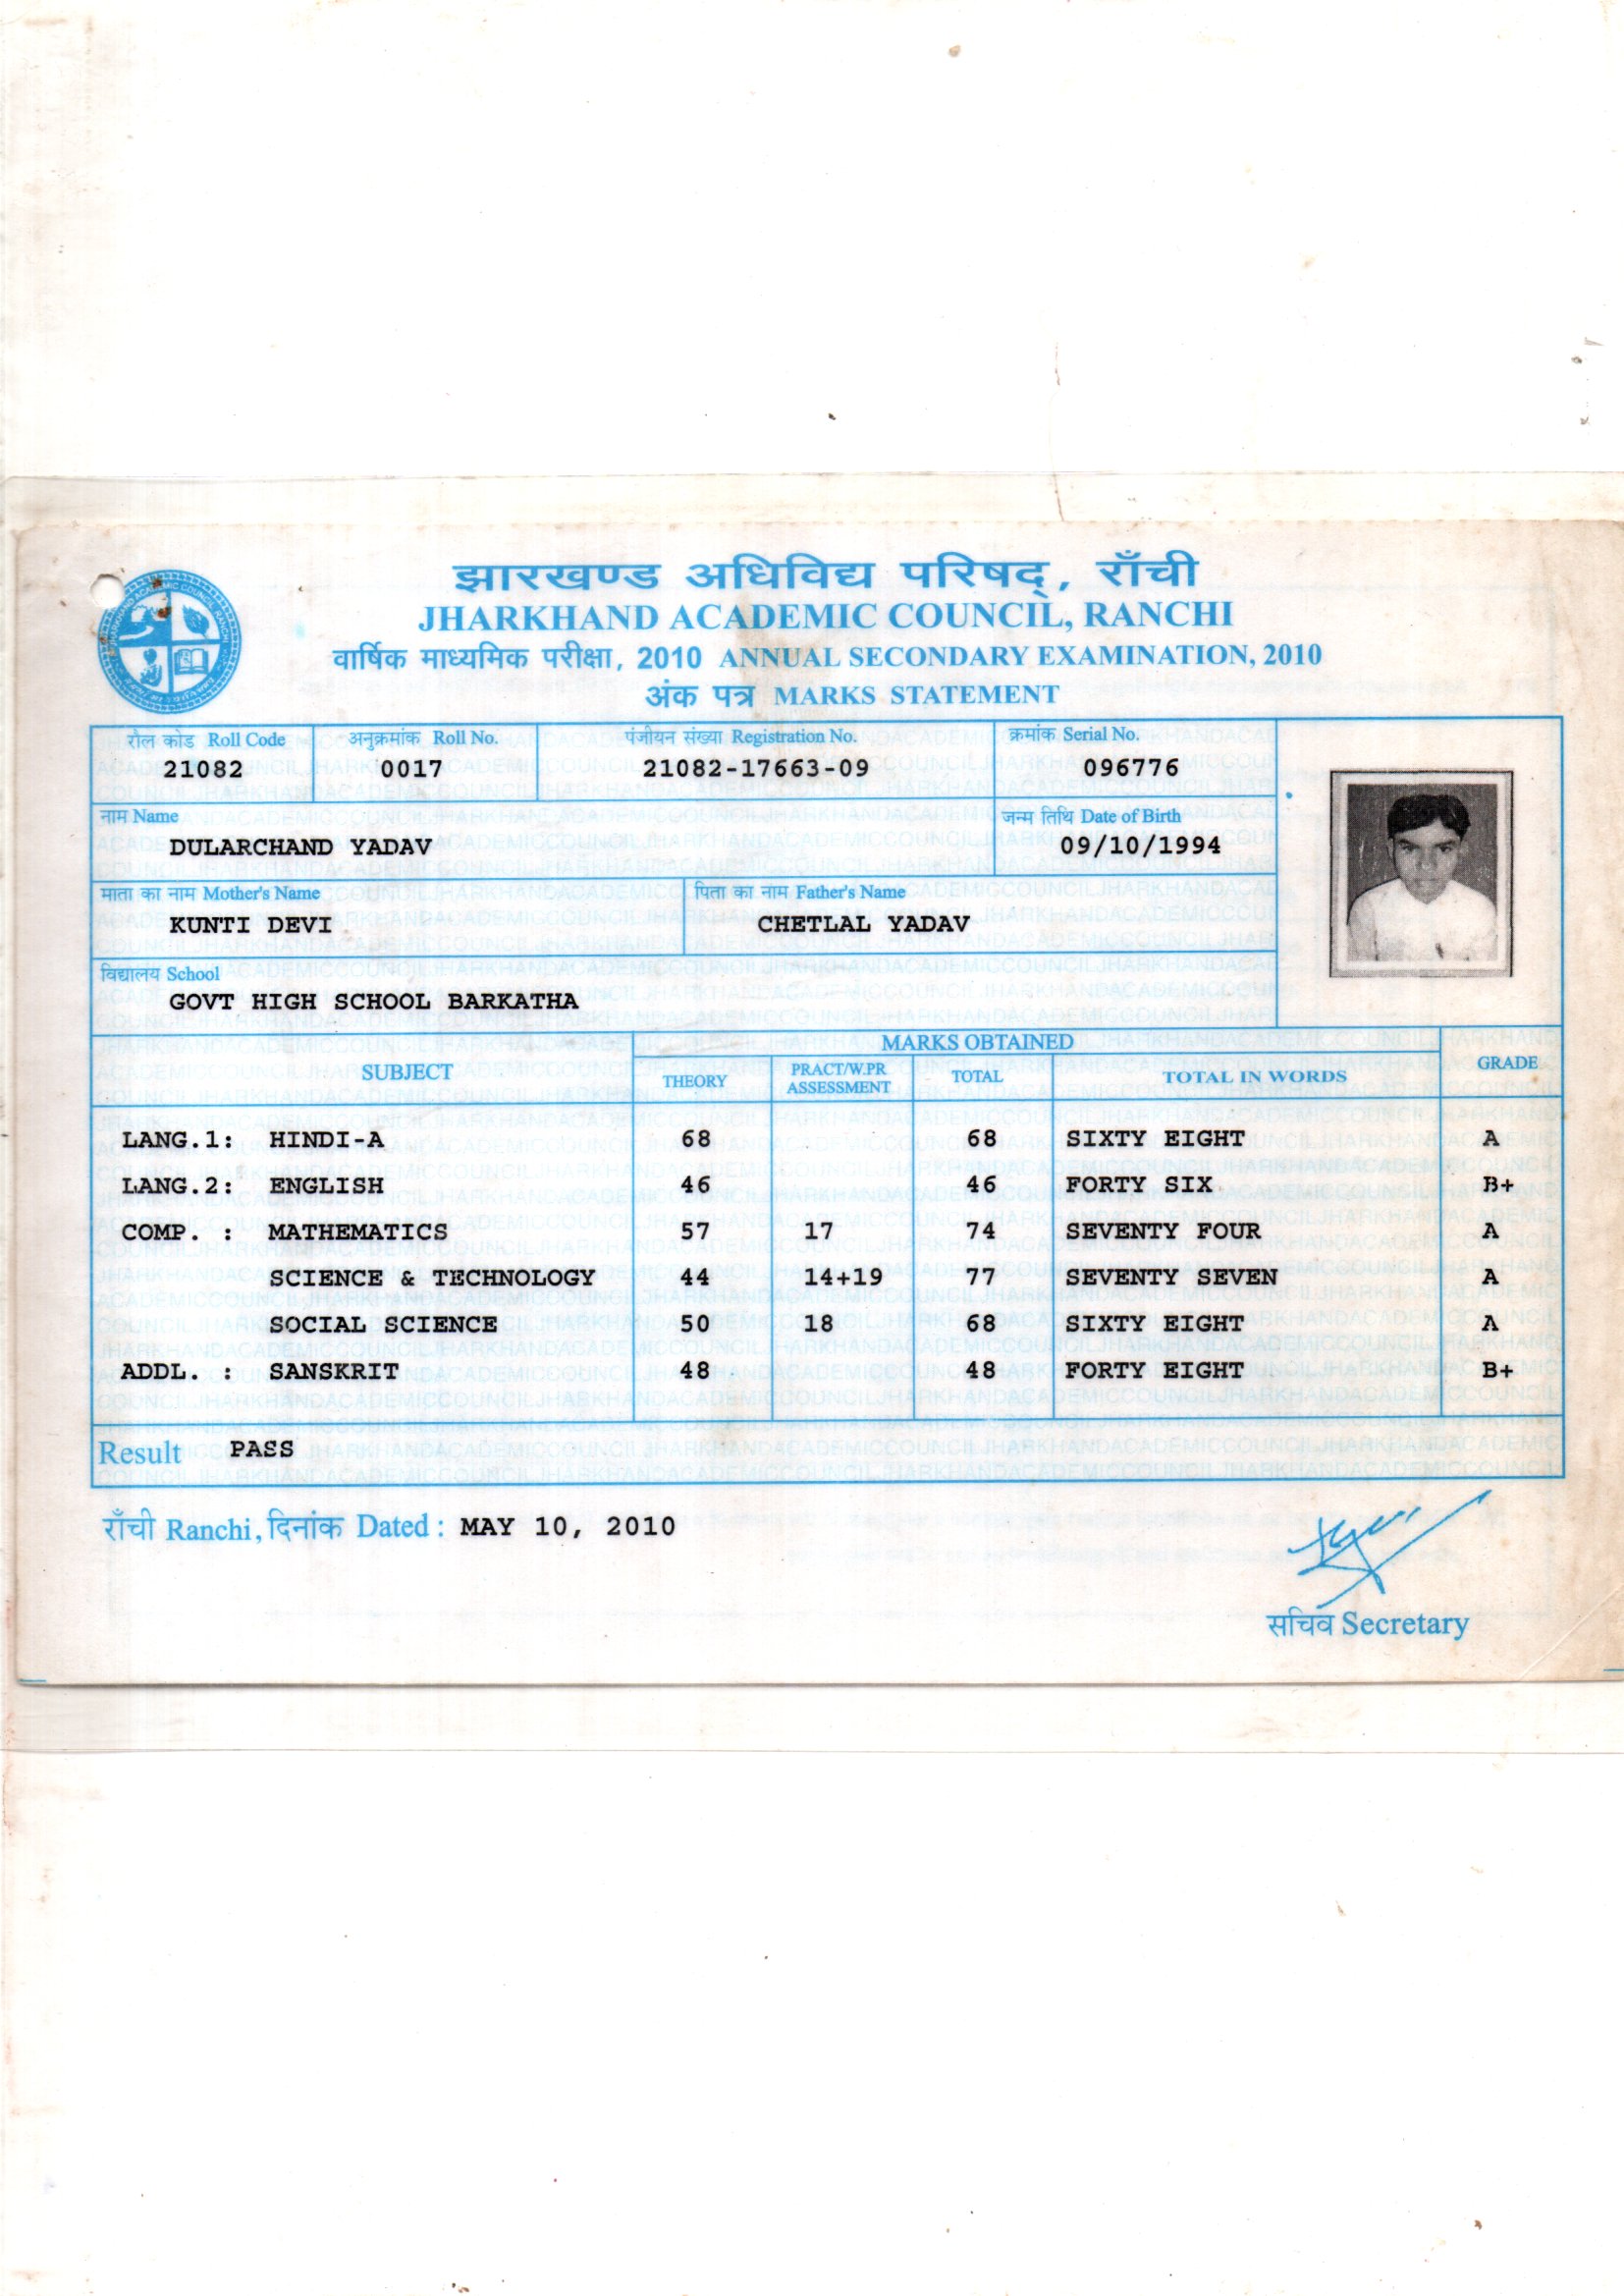 झारखण्ड अधिविद्य परिषद्, राँची
JHARKHAND ACADEMIC COUNCIL, RANCHI
वार्षिक माध्यमिक परीक्षा, 2010 ANNUAL SECONDARY EXAMINATION, 2010
अंक पत्र MARKS STATEMENT
रौल कोड Roll Code अनुक्रमांक Roll No. पंजीयन संख्या Registration No. क्रमांक Serial No.
21082 0017 21082-17663-09 096776
नाम Name जन्म तिथि Date of Birth
DULARCHAND YADAV 09/10/1994
माता का नाम Mother's Name पिता का नाम Father's Name
KUNTI DEVI CHETLAL YADAV
विद्यालय School
GOVT HIGH SCHOOL BARKATHA
MARKS OBTAINED
SUBJECT THEORY PRACT/W.PR ASSESSMENT TOTAL TOTAL IN WORDS GRADE
LANG.1: HINDI-A 68 68 SIXTY EIGHT A
LANG.2: ENGLISH 46 46 FORTY SIX B+
COMP. : MATHEMATICS 57 17 74 SEVENTY FOUR A
SCIENCE & TECHNOLOGY 44 14+19 77 SEVENTY SEVEN A
SOCIAL SCIENCE 50 18 68 SIXTY EIGHT A
ADDL. : SANSKRIT 48 48 FORTY EIGHT B+
Result PASS
राँची Ranchi, दिनांक Dated : MAY 10, 2010
सचिव Secretary